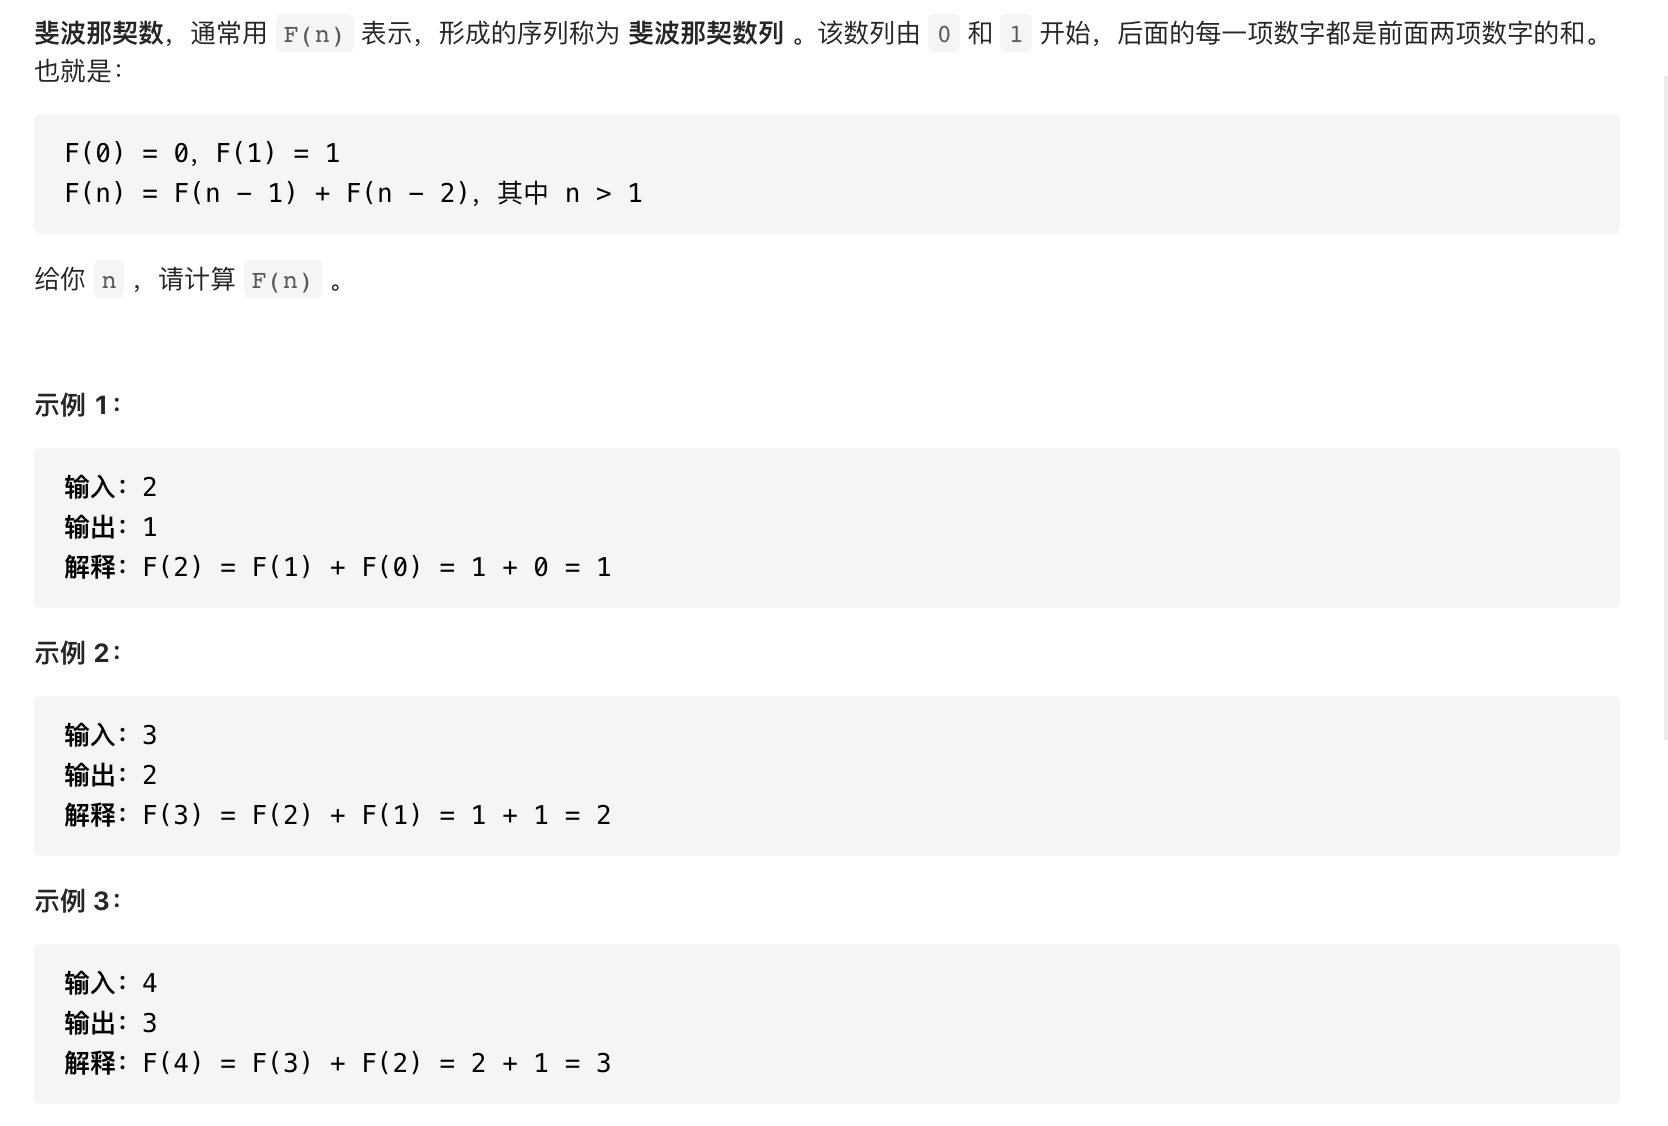 斐波那契数，通常用 F(n) 表示，形成的序列称为 斐波那契数列 。该数列由 0 和 1 开始，后面的每一项数字都是前面两项数字的和。
也就是：
F(0) = 0，F(1) = 1
F(n) = F(n − 1) + F(n − 2)，其中 n > 1
给你 n ，请计算 F(n) 。
示例 1：
输入：2
输出：1
解释：F(2) = F(1) + F(0) = 1 + 0 = 1
示例 2：
输入：3
输出：2
解释：F(3) = F(2) + F(1) = 1 + 1 = 2
示例 3：
输入：4
输出：3
解释：F(4) = F(3) + F(2) = 2 + 1 = 3